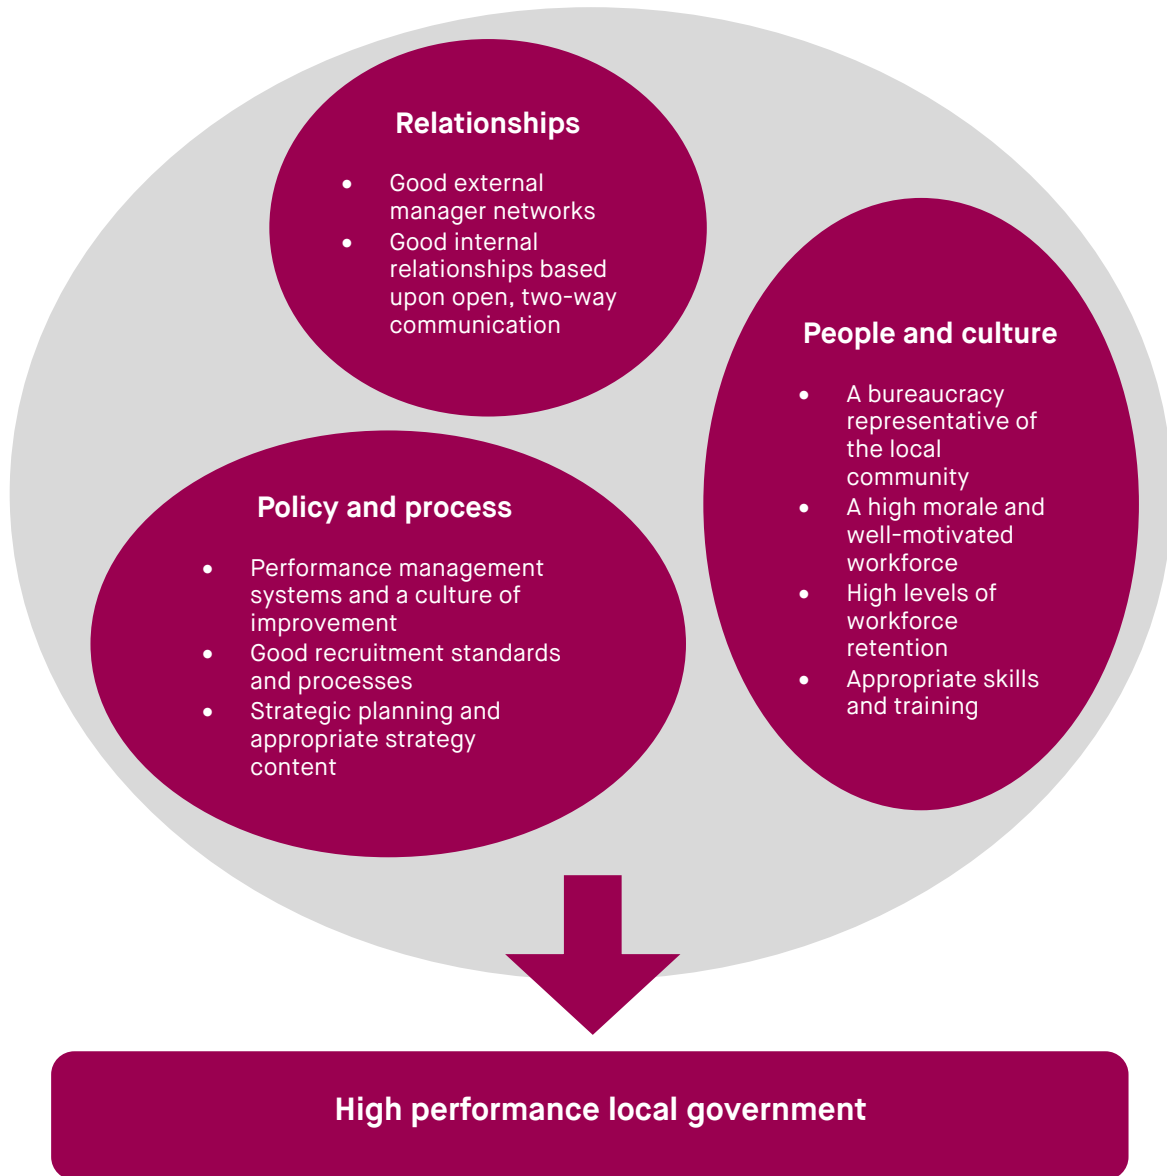 Relationships
• Good external
manager networks
• Good internal
relationships based
upon open, two-way
communication
People and culture
• A bureaucracy
representative of
the local
community
• A high morale and
well-motivated
workforce
• High levels of
workforce
retention
• Appropriate skills
and training
Policy and process
• Performance management
systems and a culture of
improvement
• Good recruitment standards
and processes
• Strategic planning and
appropriate strategy
content
High performance local government